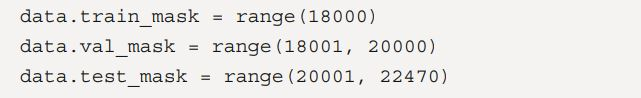 data.train_mask = range(18000)
data.val_mask = range(18001, 20000)
data.test_mask = range(20001, 22470)